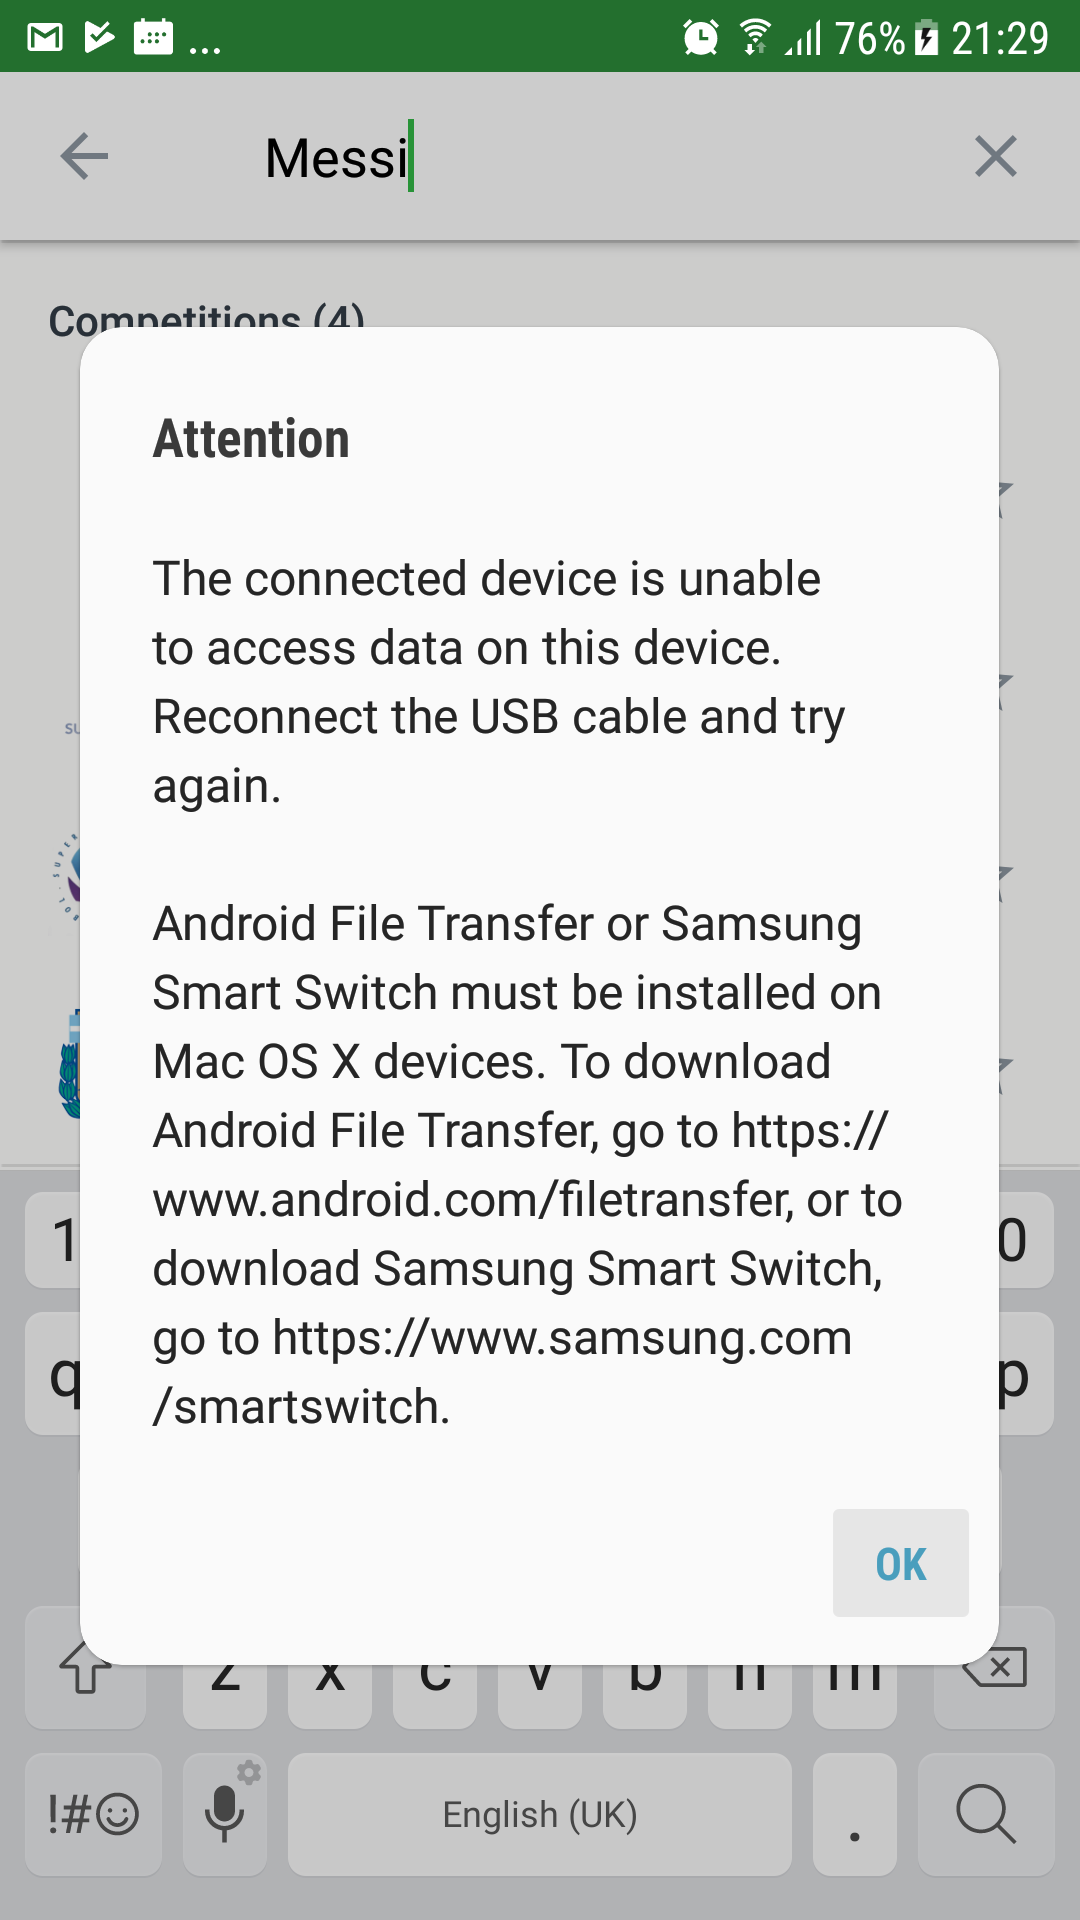 ... 76% 21:29
Messi
Competitions (4)
Attention
The connected device is unable
to access data on this device.
Reconnect the USB cable and try
again.
Android File Transfer or Samsung
Smart Switch must be installed on
Mac OS X devices. To download
Android File Transfer, go to https://
www.android.com/filetransfer, or to
download Samsung Smart Switch,
go to https://www.samsung.com
/smartswitch.
OK
1 0
q p
z x c v b n m
!# English (UK) .